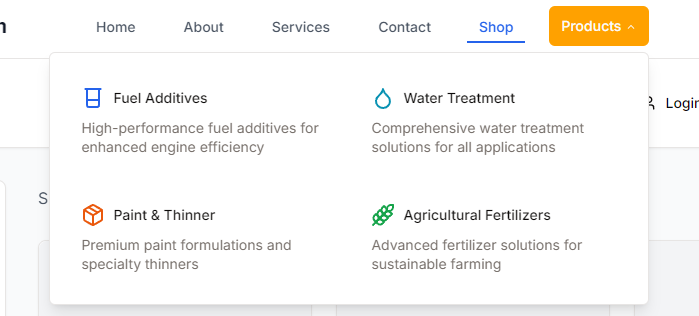 Home About Services Contact Shop Products
Login
Fuel Additives
High-performance fuel additives for
enhanced engine efficiency
Water Treatment
Comprehensive water treatment
solutions for all applications
Paint & Thinner
Premium paint formulations and
specialty thinners
Agricultural Fertilizers
Advanced fertilizer solutions for
sustainable farming